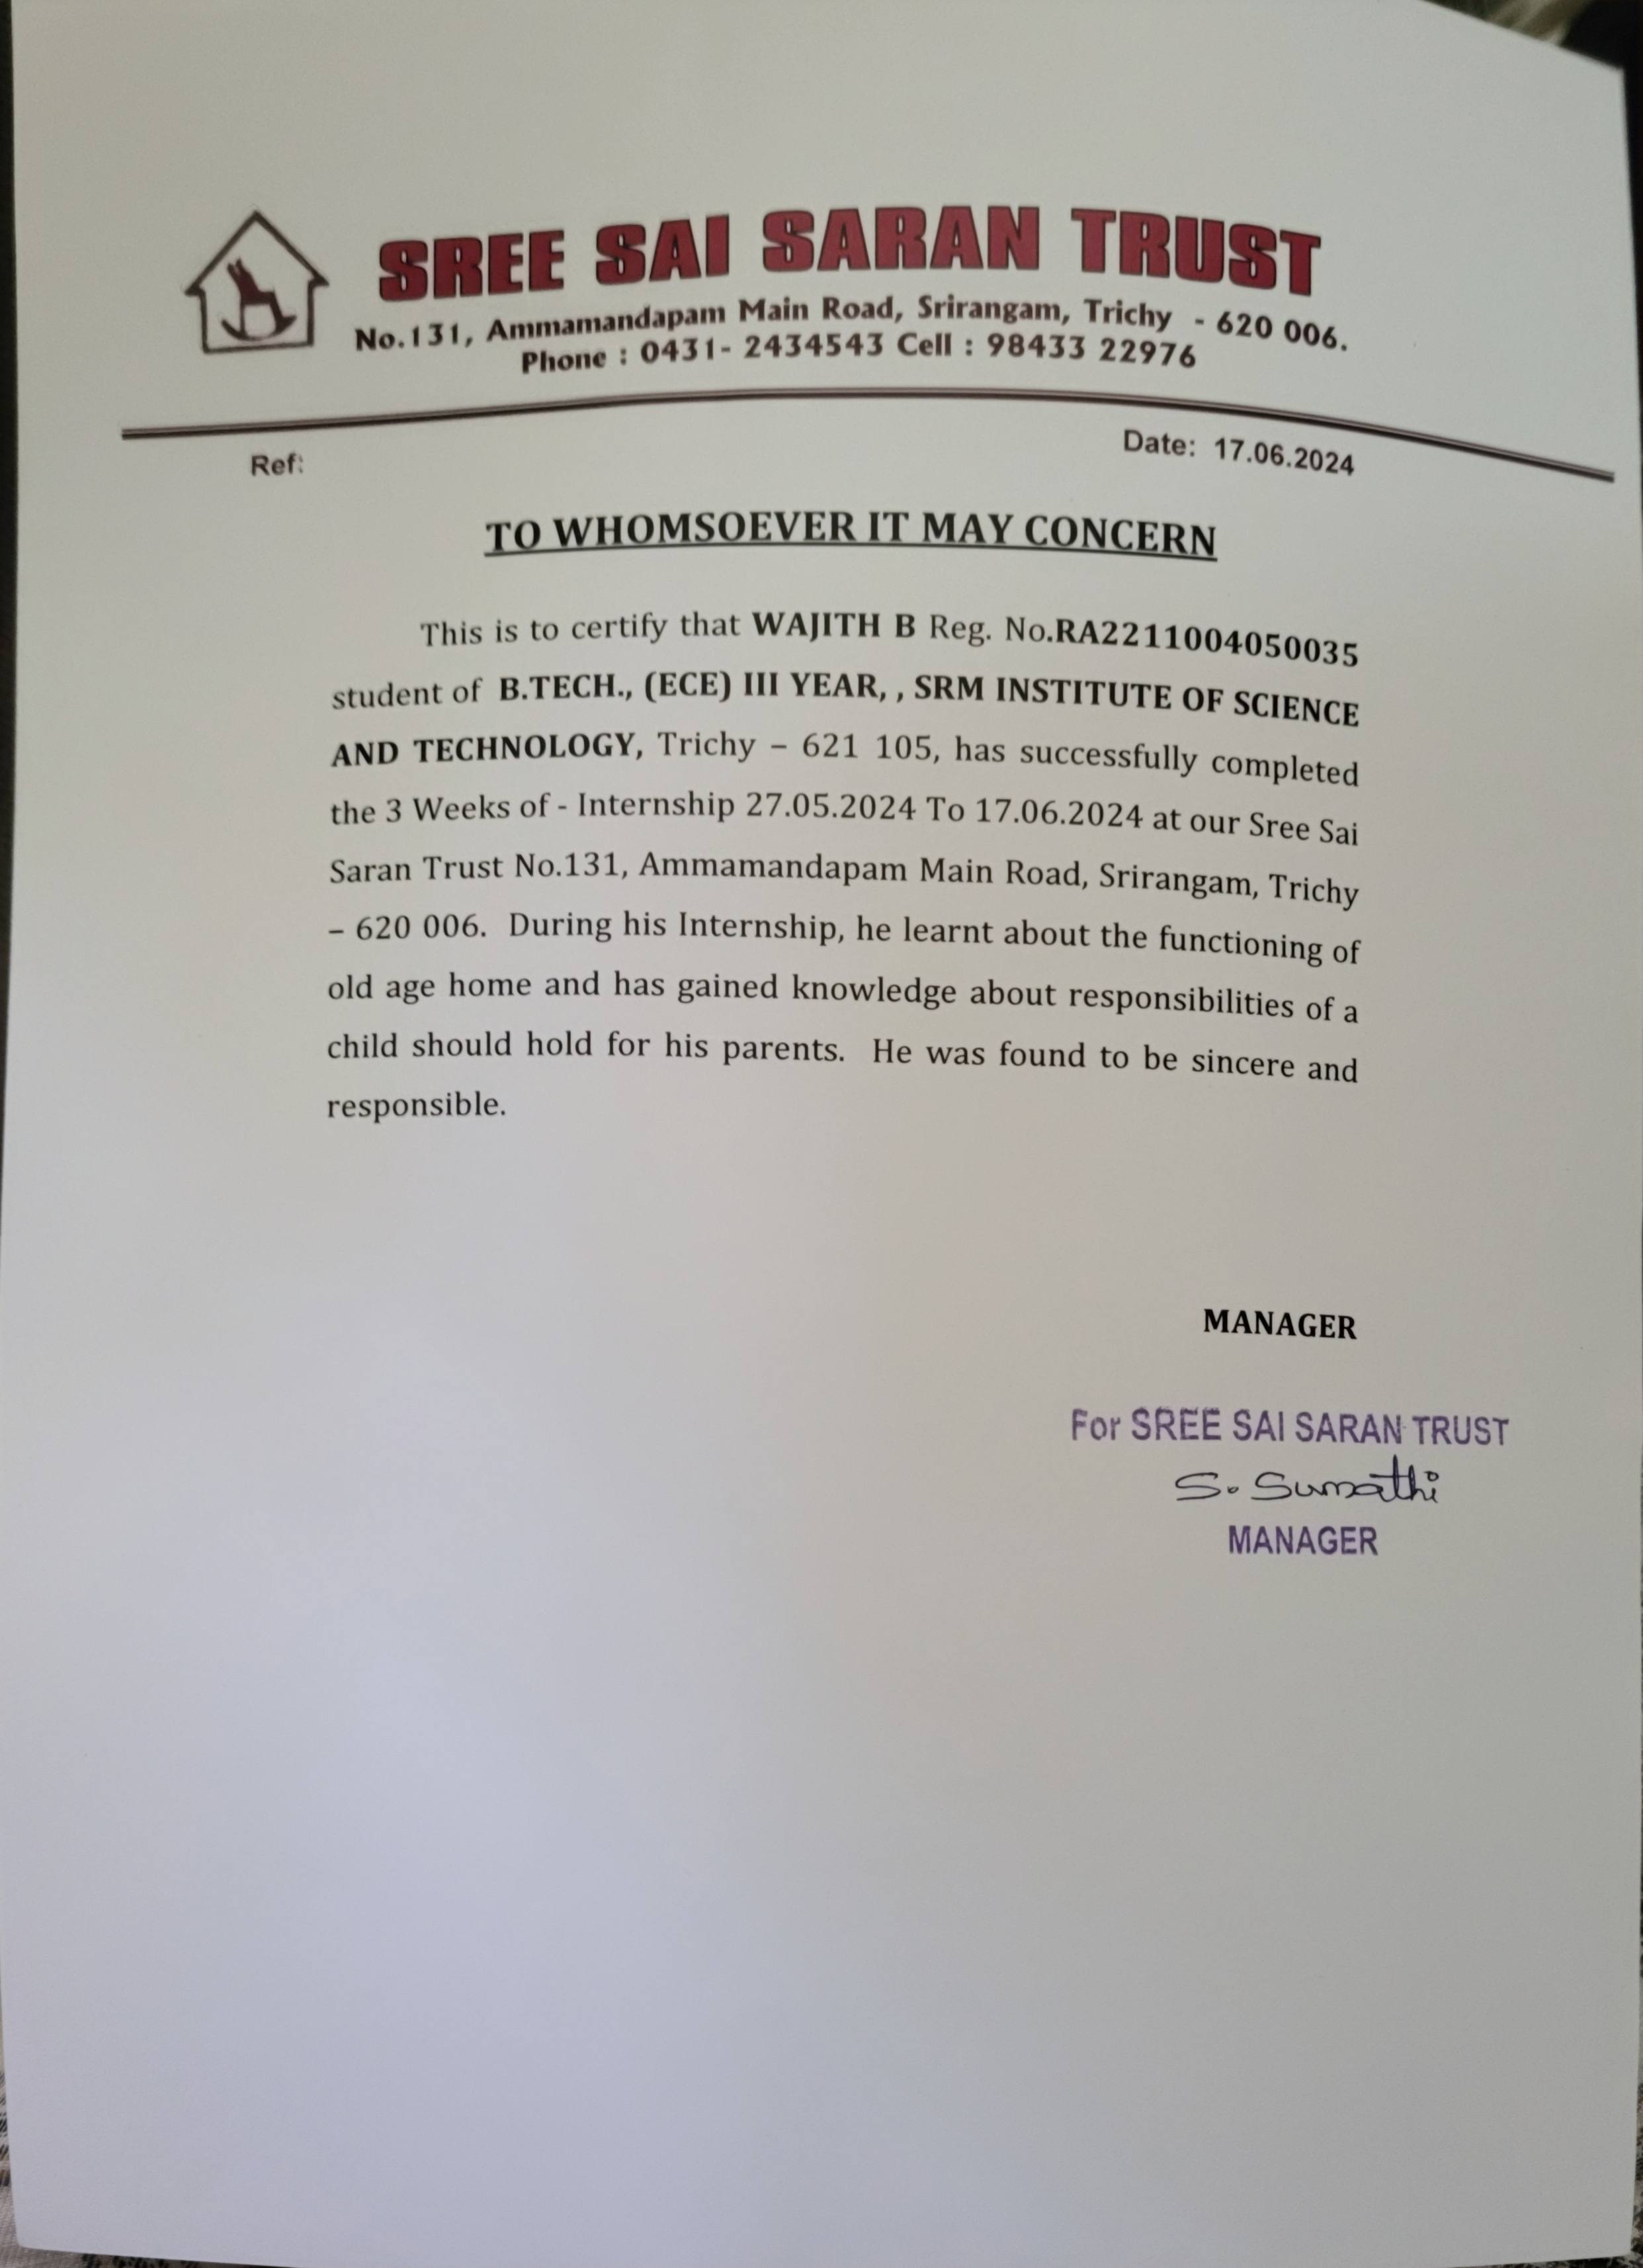 SREE SAI SARAN TRUST
No.131, Ammamandapam Main Road, Srirangam, Trichy - 620 006.
Phone : 0431- 2434543 Cell : 98433 22976
Ref:
Date: 17.06.2024
TO WHOMSOEVER IT MAY CONCERN
This is to certify that WAJITH B Reg. No.RA2211004050035
student of B.TECH., (ECE) III YEAR, , SRM INSTITUTE OF SCIENCE
AND TECHNOLOGY, Trichy – 621 105, has successfully completed
the 3 Weeks of - Internship 27.05.2024 To 17.06.2024 at our Sree Sai
Saran Trust No.131, Ammamandapam Main Road, Srirangam, Trichy
– 620 006. During his Internship, he learnt about the functioning of
old age home and has gained knowledge about responsibilities of a
child should hold for his parents. He was found to be sincere and
responsible.
MANAGER
For SREE SAI SARAN TRUST
S. Sumathi
MANAGER